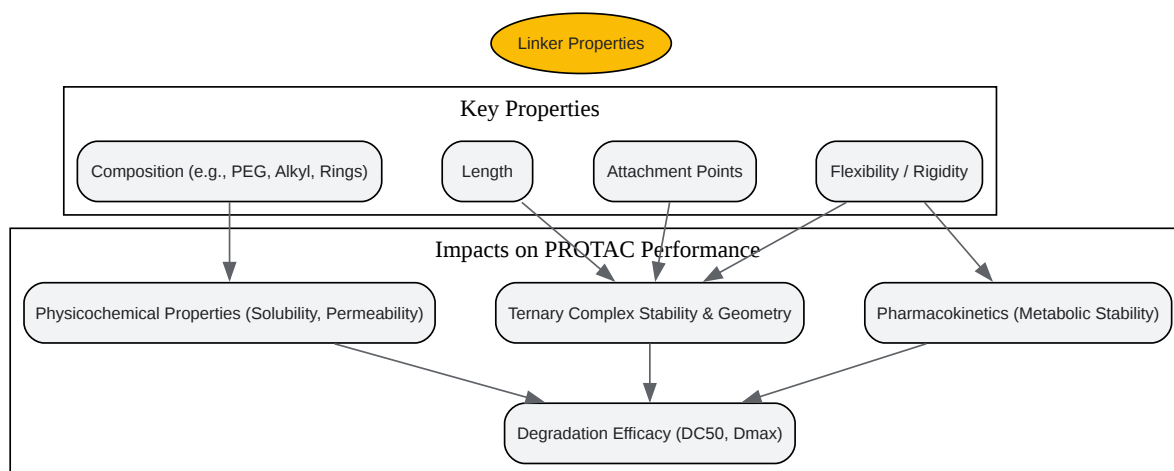 Linker Properties
Key Properties
Composition (e.g., PEG, Alkyl, Rings)
Length
Attachment Points
Flexibility / Rigidity
Impacts on PROTAC Performance
Physicochemical Properties (Solubility, Permeability)
Ternary Complex Stability & Geometry
Pharmacokinetics (Metabolic Stability)
Degradation Efficacy (DC50, Dmax)